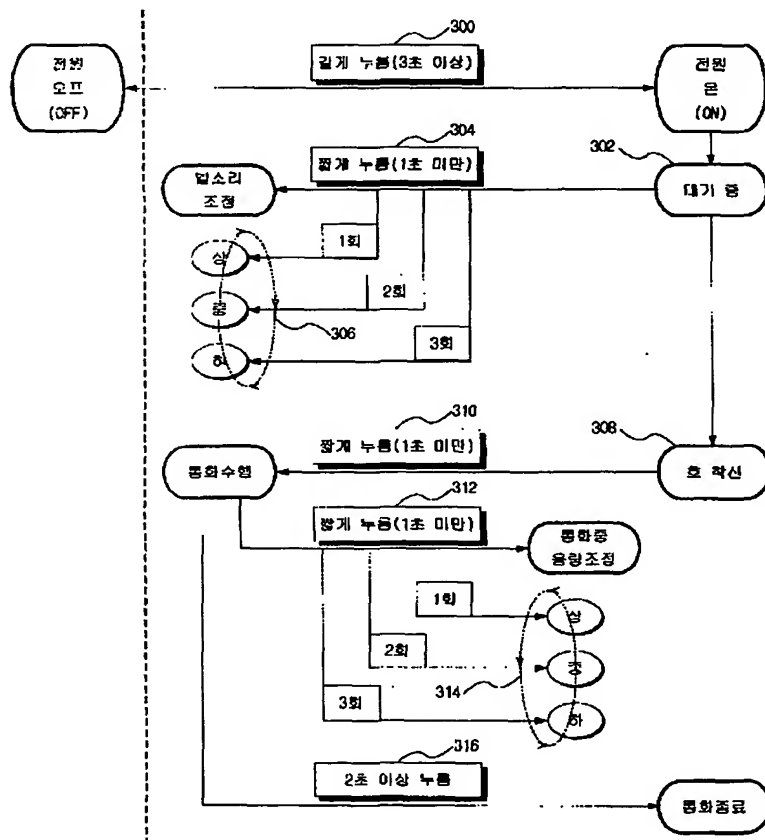 300
전원
오프
(OFF)
길게 누름(3초 이상)
전원
온
(ON)
304
302
짧게 누름(1초 미만)
벨소리
조정
대기 중
1회
상
2회
중
306
3회
하
310
308
짧게 누름(1초 미만)
통화수행
호 착신
312
짧게 누름(1초 미만)
통화중
음량조정
1회
상
2회
중
314
3회
하
316
2초 이상 누름
통화종료